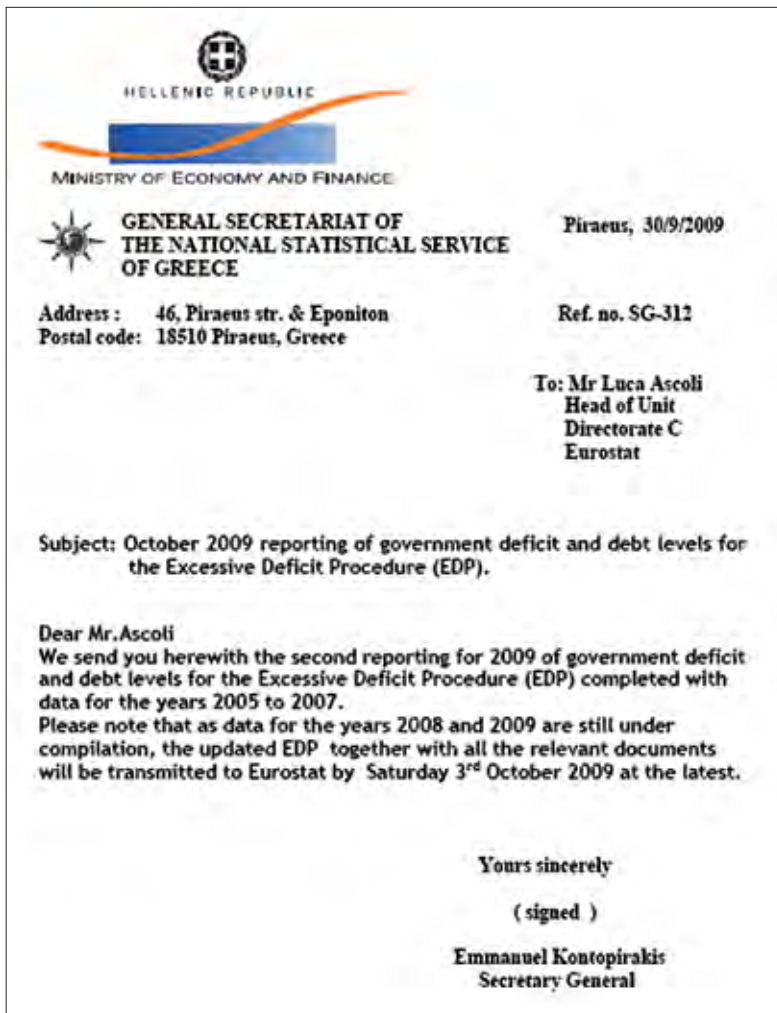 HELLENIC REPUBLIC
MINISTRY OF ECONOMY AND FINANCE
GENERAL SECRETARIAT OF
THE NATIONAL STATISTICAL SERVICE
OF GREECE
Piraeus, 30/9/2009
Address : 46, Piraeus str. & Eponiton
Postal code: 18510 Piraeus, Greece
Ref. no. SG-312
To: Mr Luca Ascoli
Head of Unit
Directorate C
Eurostat
Subject: October 2009 reporting of government deficit and debt levels for
the Excessive Deficit Procedure (EDP).
Dear Mr.Ascoli
We send you herewith the second reporting for 2009 of government deficit
and debt levels for the Excessive Deficit Procedure (EDP) completed with
data for the years 2005 to 2007.
Please note that as data for the years 2008 and 2009 are still under
compilation, the updated EDP together with all the relevant documents
will be transmitted to Eurostat by Saturday 3rd October 2009 at the latest.
Yours sincerely
( signed )
Emmanuel Kontopirakis
Secretary General